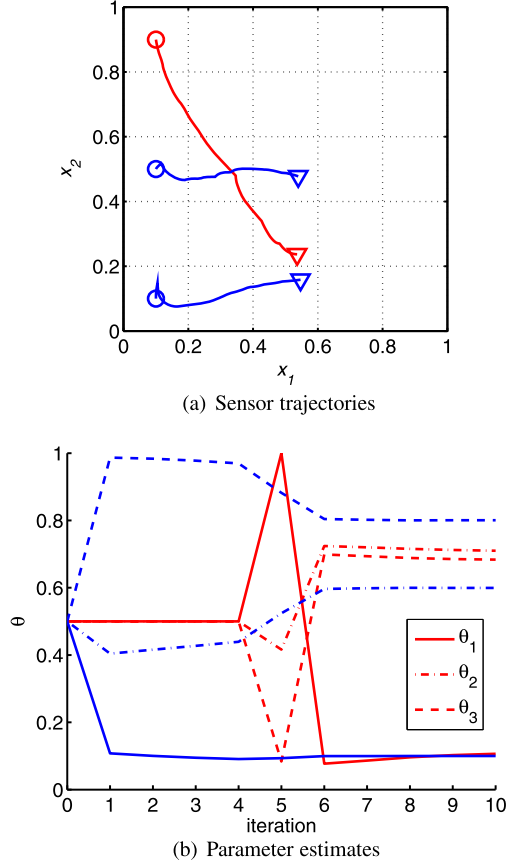 1
0.8
0.6
0.4
0.2
0
x2
0 0.2 0.4 0.6 0.8 1
x1
(a) Sensor trajectories
1
0.8
0.6
0.4
0.2
0
θ
θ1
θ2
θ3
0 1 2 3 4 5 6 7 8 9 10
iteration
(b) Parameter estimates